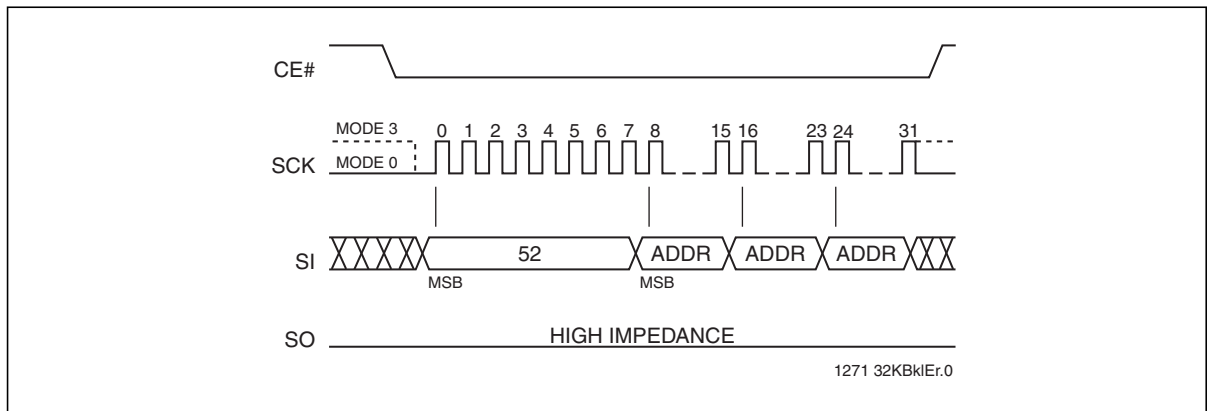 CE#
MODE 3
0 1 2 3 4 5 6 7 8 15 16 23 24 31
SCK MODE 0
SI 52 ADDR ADDR ADDR
MSB MSB
SO HIGH IMPEDANCE
1271 32KBklEr.0